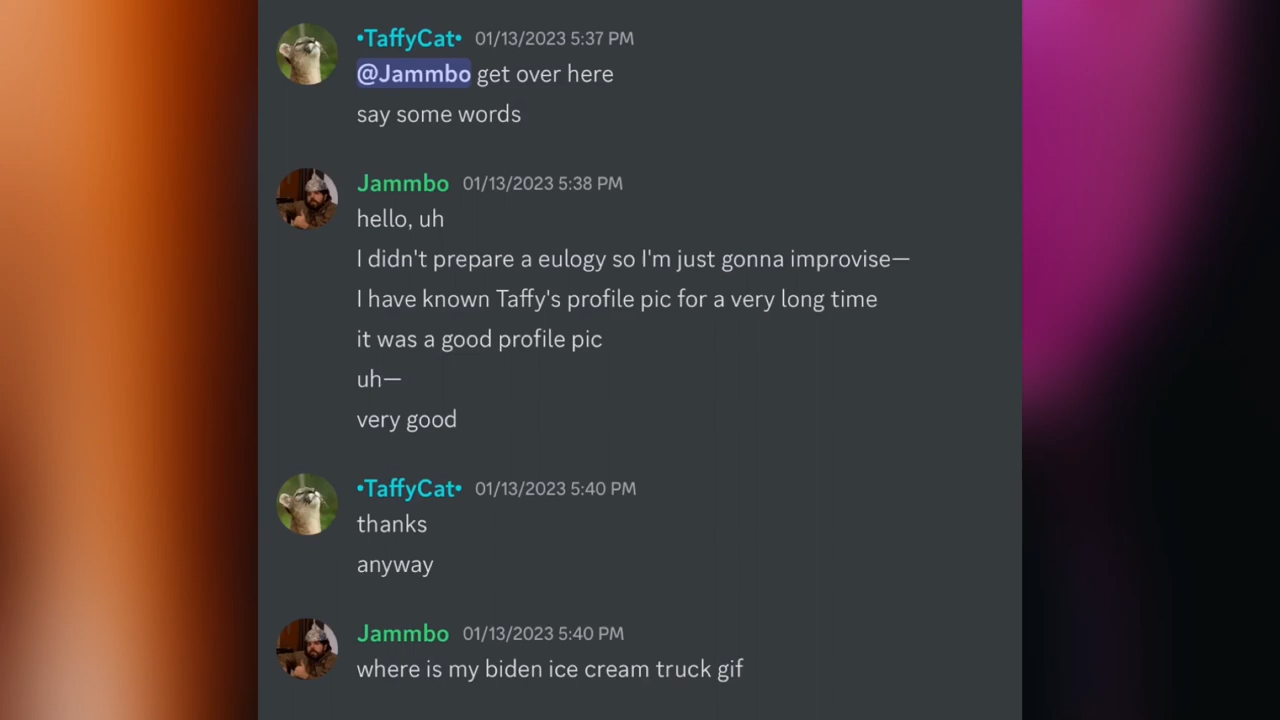 •TaffyCat• 01/13/2023 5:37 PM
@Jammbo get over here
say some words
Jammbo 01/13/2023 5:38 PM
hello, uh
I didn't prepare a eulogy so I'm just gonna improvise—
I have known Taffy's profile pic for a very long time
it was a good profile pic
uh—
very good
•TaffyCat• 01/13/2023 5:40 PM
thanks
anyway
Jammbo 01/13/2023 5:40 PM
where is my biden ice cream truck gif